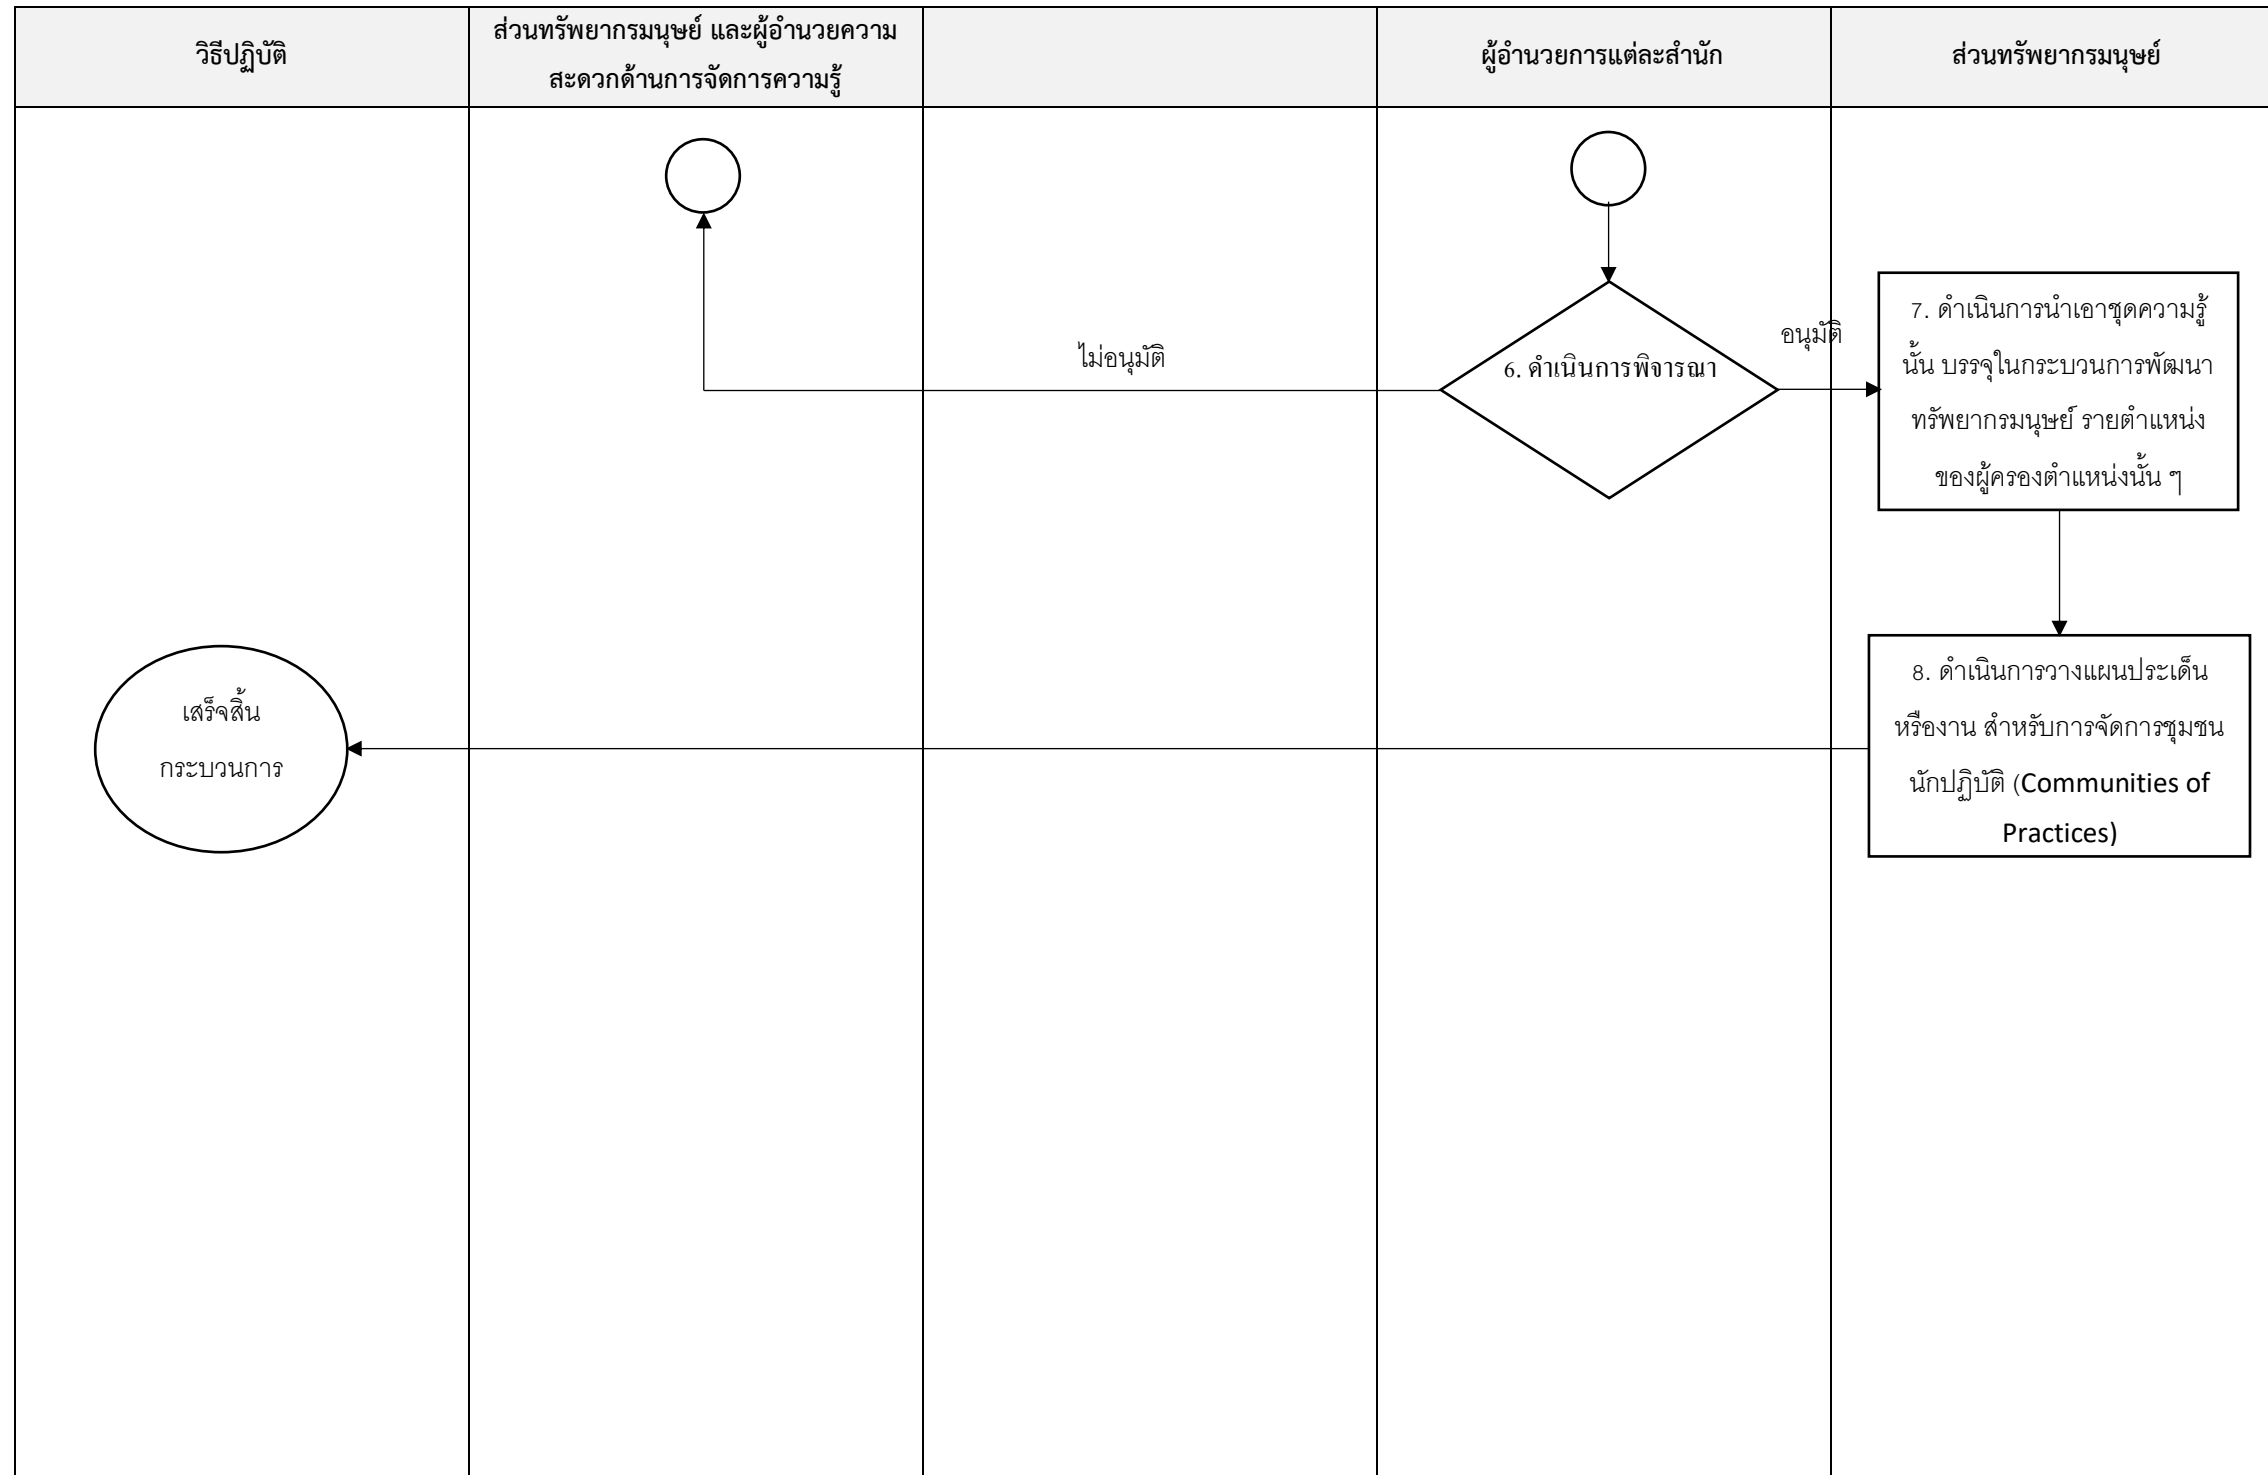 วิธีปฏิบัติ
ส่วนทรัพยากรมนุษย์ และผู้อำนวยความ
สะดวกด้านการจัดการความรู้
ผู้อำนวยการแต่ละสำนัก
ส่วนทรัพยากรมนุษย์
ไม่อนุมัติ
6. ดำเนินการพิจารณา
อนุมัติ
7. ดำเนินการนำเอาชุดความรู้
นั้น บรรจุในกระบวนการพัฒนา
ทรัพยากรมนุษย์ รายตำแหน่ง
ของผู้ครองตำแหน่งนั้น ๆ
8. ดำเนินการวางแผนประเด็น
หรืองาน สำหรับการจัดการชุมชน
นักปฏิบัติ (Communities of
Practices)
เสร็จสิ้น
กระบวนการ